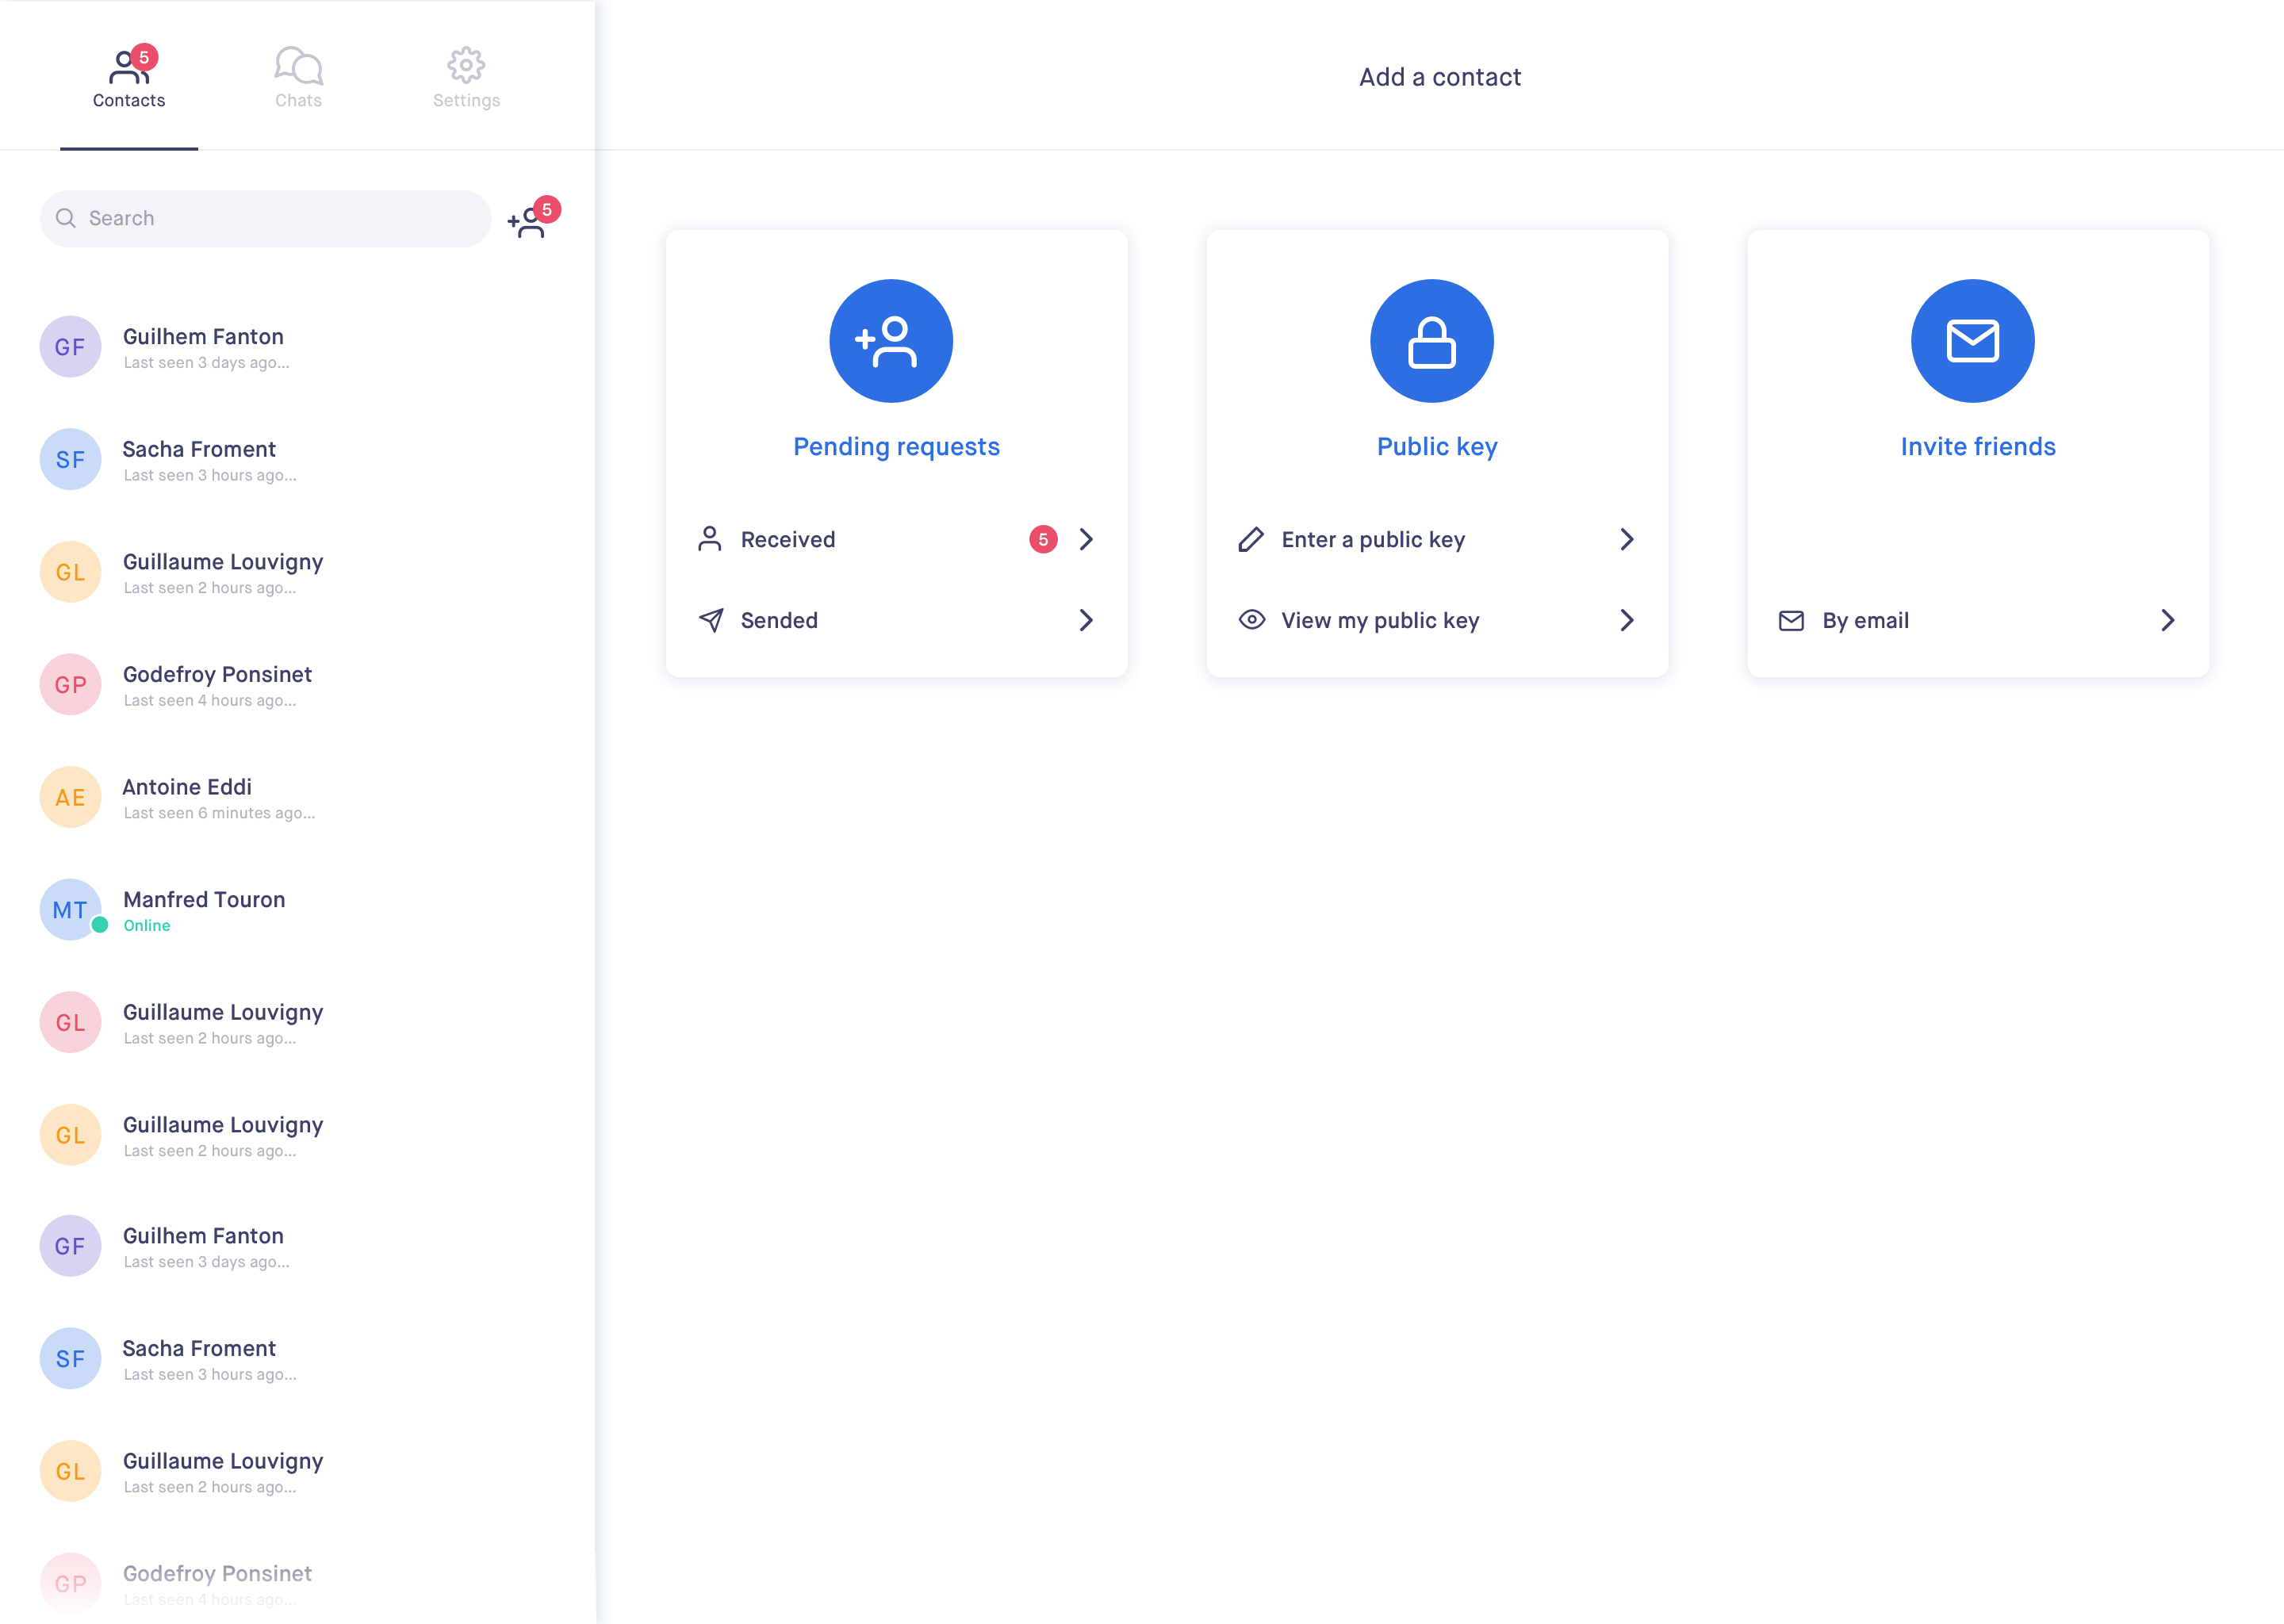 5
Contacts
Chats
Settings
Add a contact
Search
5
GF
Guilhem Fanton
Last seen 3 days ago...
SF
Sacha Froment
Last seen 3 hours ago...
GL
Guillaume Louvigny
Last seen 2 hours ago...
GP
Godefroy Ponsinet
Last seen 4 hours ago...
AE
Antoine Eddi
Last seen 6 minutes ago...
MT
Manfred Touron
Online
GL
Guillaume Louvigny
Last seen 2 hours ago...
GL
Guillaume Louvigny
Last seen 2 hours ago...
GF
Guilhem Fanton
Last seen 3 days ago...
SF
Sacha Froment
Last seen 3 hours ago...
GL
Guillaume Louvigny
Last seen 2 hours ago...
GP
Godefroy Ponsinet
Last seen 4 hours ago...
Pending requests
Received
5
Sended
Public key
Enter a public key
View my public key
Invite friends
By email